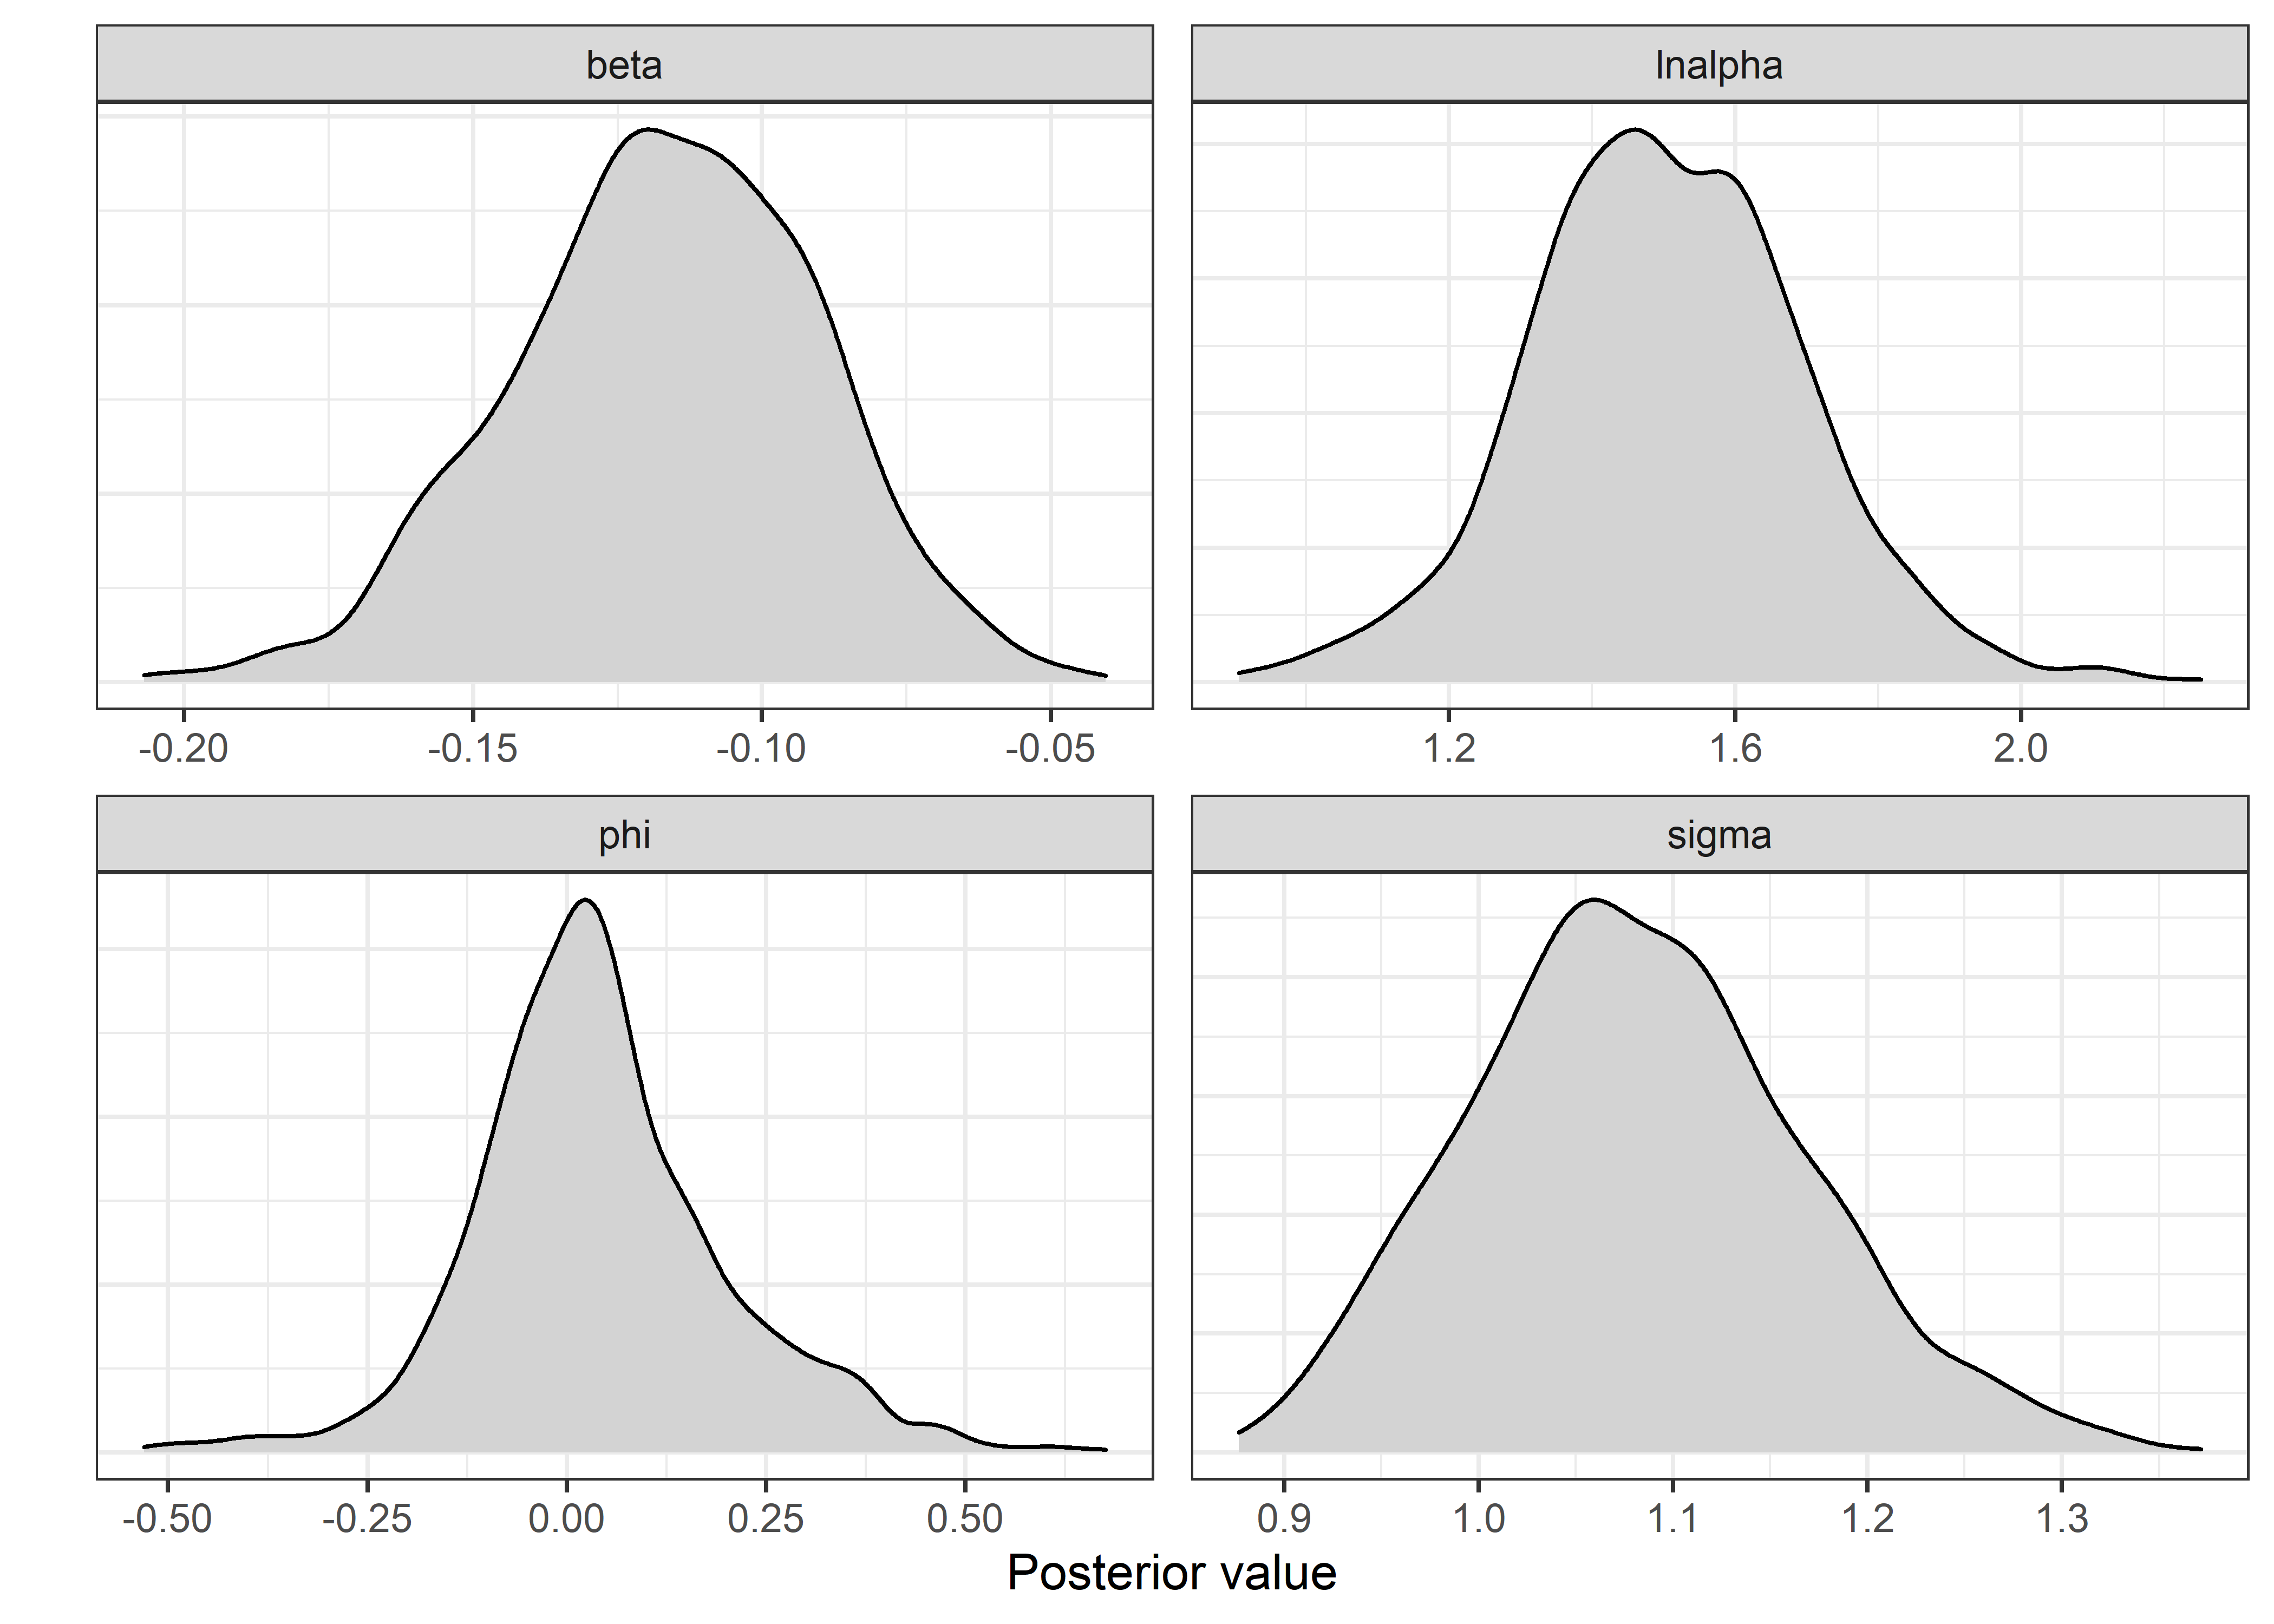 beta
lnalpha
-0.20 -0.15 -0.10 -0.05
1.2 1.6 2.0
phi
sigma
-0.50 -0.25 0.00 0.25 0.50
0.9 1.0 1.1 1.2 1.3
Posterior value